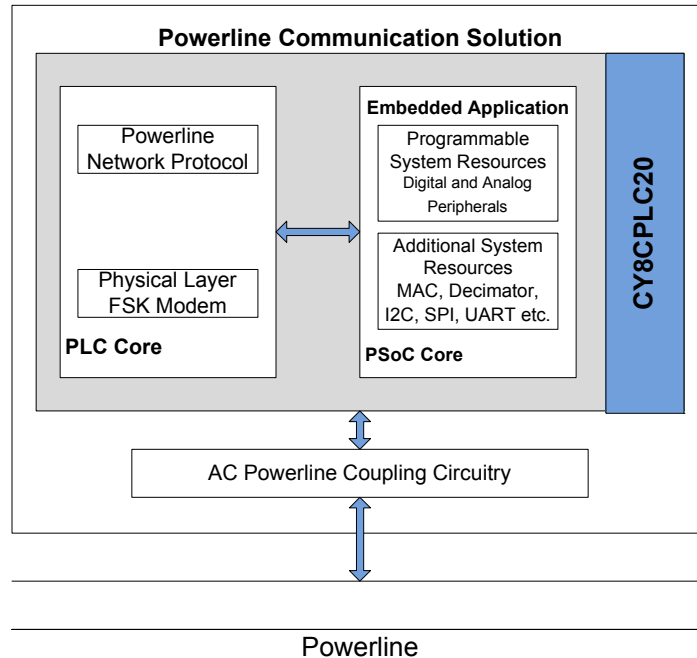 Powerline Communication Solution
Powerline
Network Protocol
Physical Layer
FSK Modem
PLC Core
Embedded Application
Programmable
System Resources
Digital and Analog
Peripherals
Additional System
Resources
MAC, Decimator,
I2C, SPI, UART etc.
PSoC Core
CY8CPLC20
AC Powerline Coupling Circuitry
Powerline